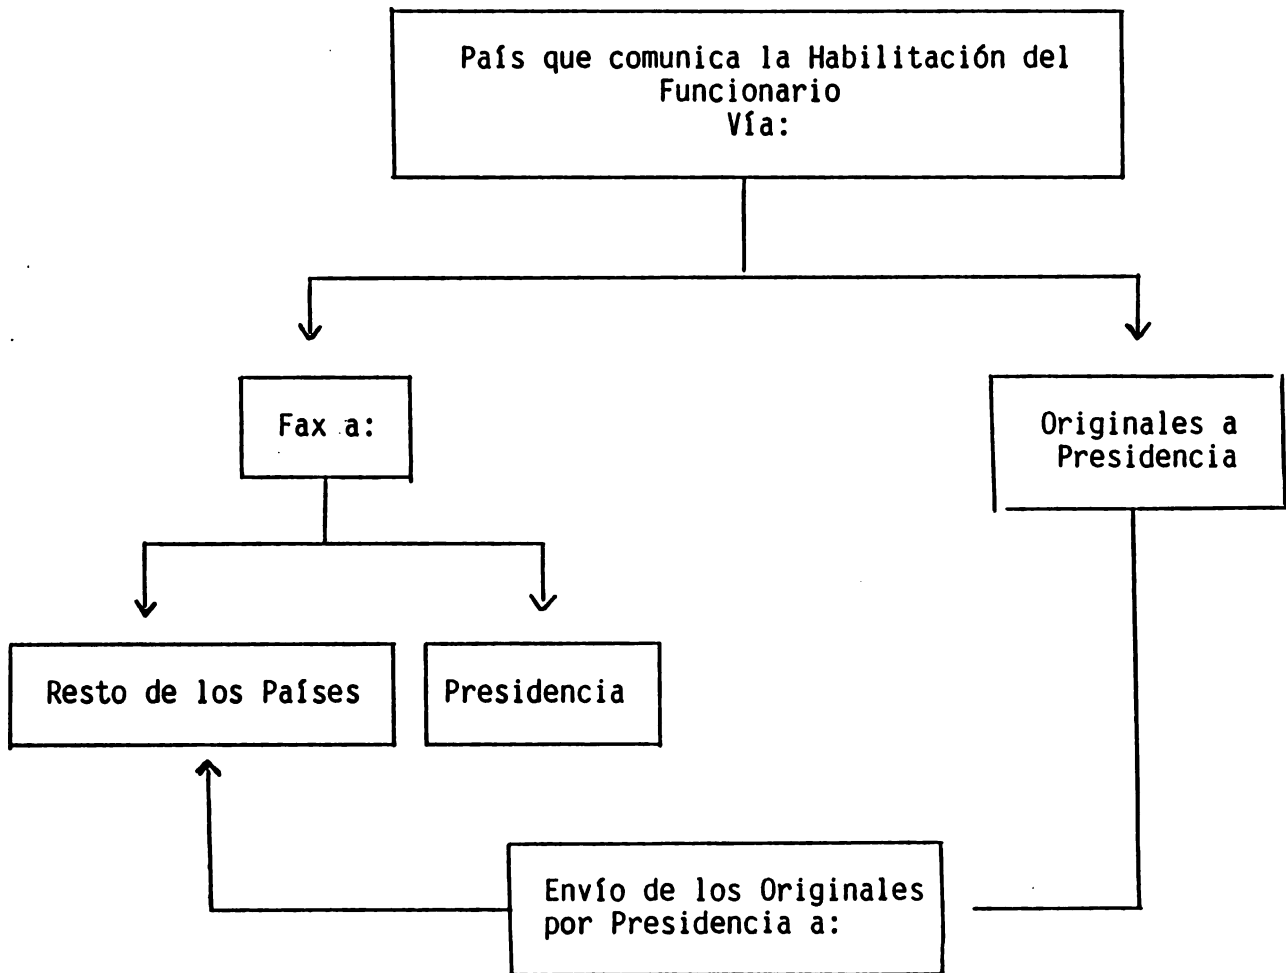 País que comunica la Habilitación del
Funcionario
Vía:
Fax a:
Originales a
Presidencia
Resto de los Países
Presidencia
Envío de los Originales
por Presidencia a: